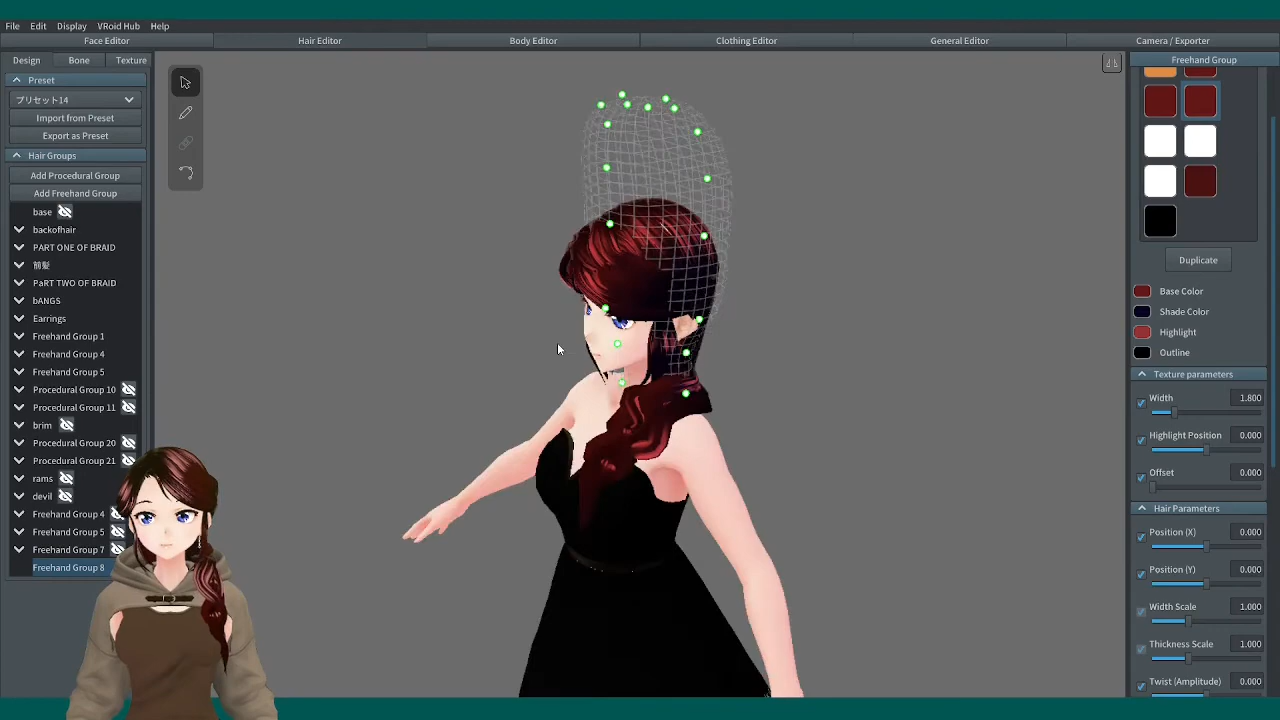 File Edit Display VRoid Hub Help
Face Editor Hair Editor Body Editor Clothing Editor General Editor Camera / Exporter
Design Bone Texture
Preset
プリセット14
Import from Preset
Export as Preset
Hair Groups
Add Procedural Group
Add Freehand Group
base
backofhair
PART ONE OF BRAID
前髪
PaRT TWO OF BRAID
bANGS
Earrings
Freehand Group 1
Freehand Group 4
Freehand Group 5
Procedural Group 10
Procedural Group 11
brim
Procedural Group 20
Procedural Group 21
rams
devil
Freehand Group 4
Freehand Group 5
Freehand Group 7
Freehand Group 8
Freehand Group
Duplicate
Base Color
Shade Color
Highlight
Outline
Texture parameters
Width 1.800
Highlight Position 0.000
Offset 0.000
Hair Parameters
Position (X) 0.000
Position (Y) 0.000
Width Scale 1.000
Thickness Scale 1.000
Twist (Amplitude) 0.000